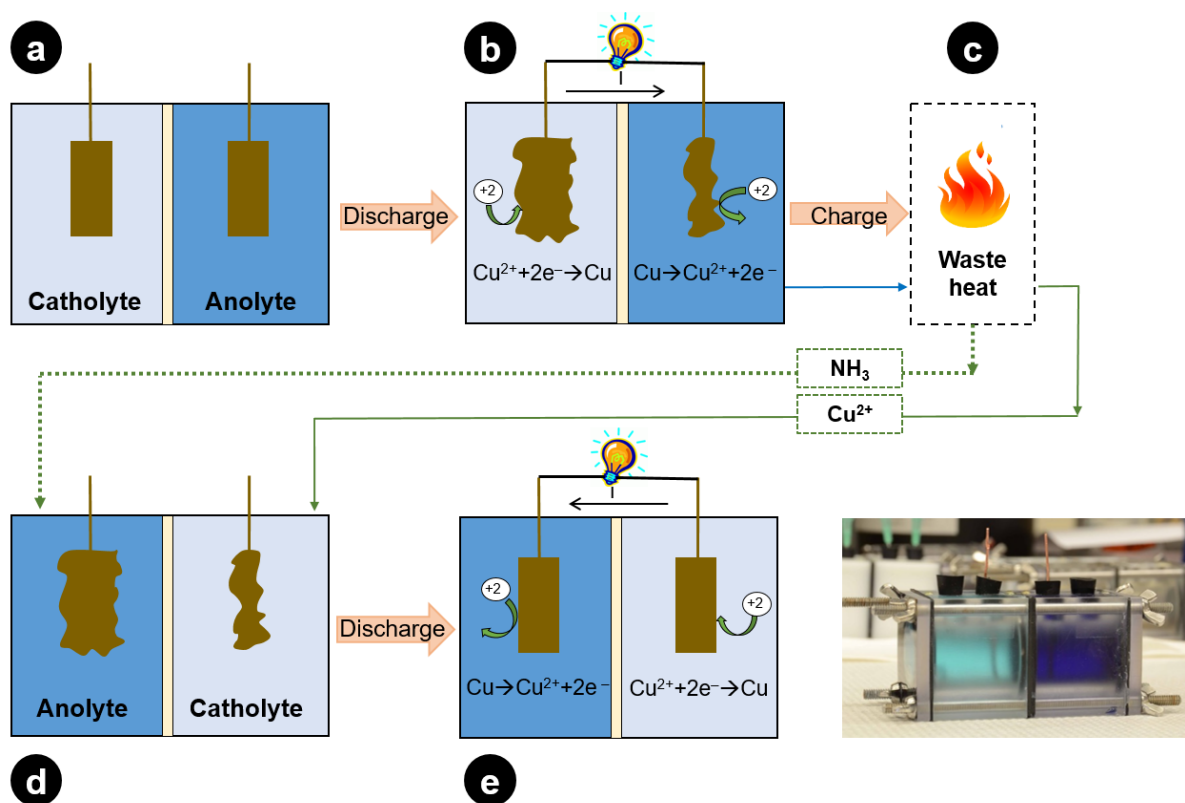 a
b
c
I
+2
+2
Discharge
Charge
Cu²⁺+2e⁻→Cu
Cu→Cu²⁺+2e⁻
Waste
heat
Catholyte
Anolyte
NH₃
Cu²⁺
I
+2
+2
Discharge
Cu→Cu²⁺+2e⁻
Cu²⁺+2e⁻→Cu
Anolyte
Catholyte
d
e